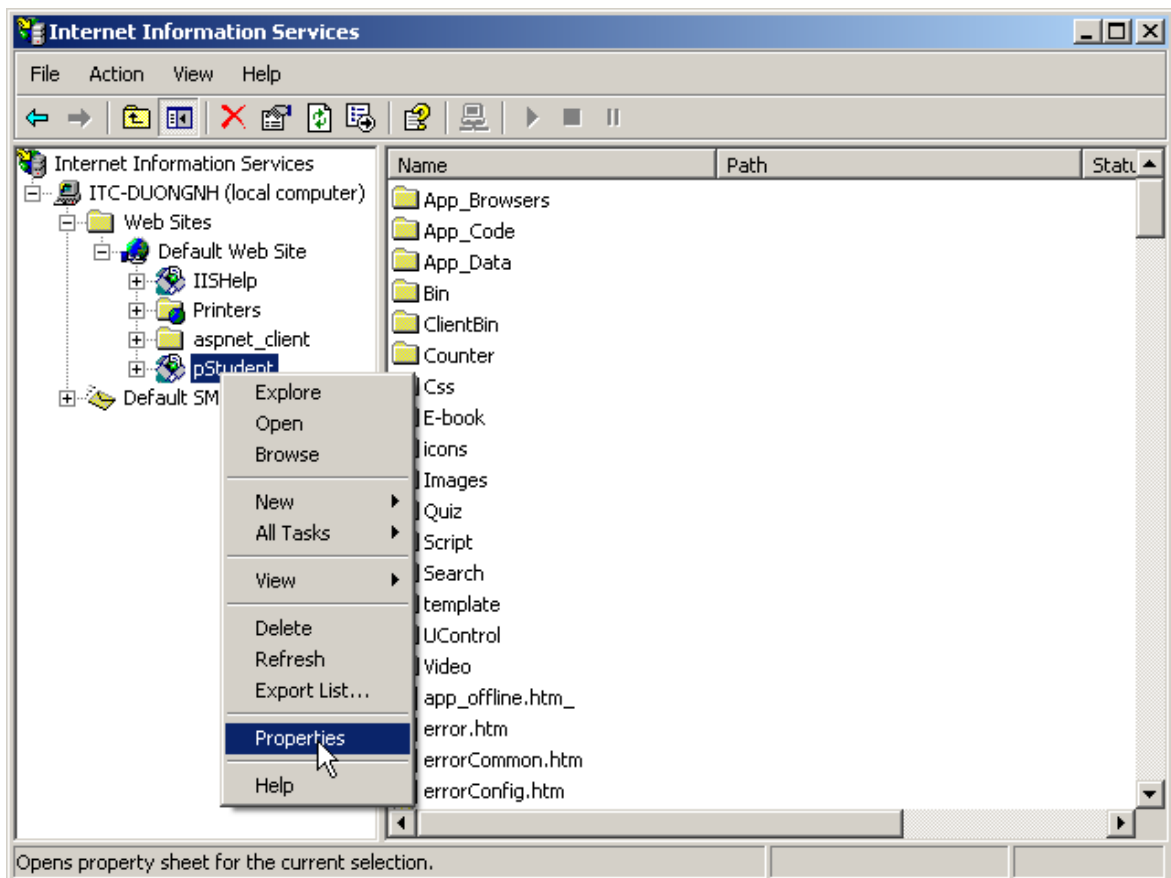 Internet Information Services
File Action View Help
Internet Information Services
ITC-DUONGNH (local computer)
Web Sites
Default Web Site
IISHelp
Printers
aspnet_client
pStudent
Default SM
Explore
Open
Browse
New
All Tasks
View
Delete
Refresh
Export List...
Properties
Help
Name Path Statu
App_Browsers
App_Code
App_Data
Bin
ClientBin
Counter
Css
E-book
icons
Images
Quiz
Script
Search
template
UControl
Video
app_offline.htm_
error.htm
errorCommon.htm
errorConfig.htm
Opens property sheet for the current selection.